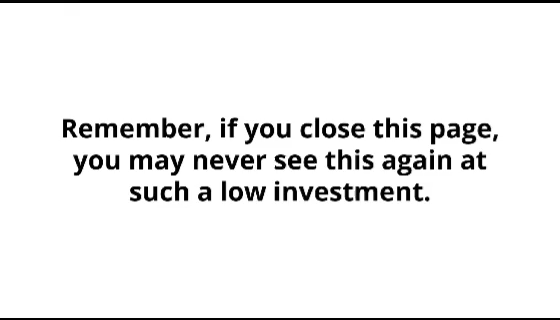 Remember, if you close this page,
you may never see this again at
such a low investment.